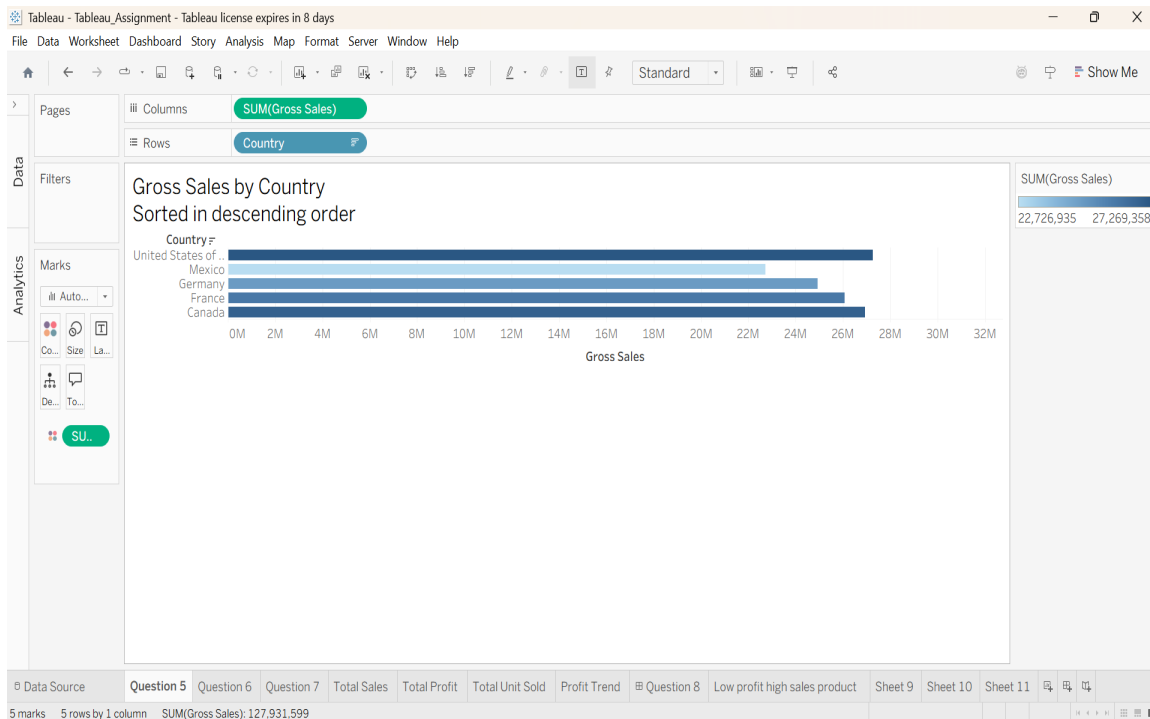 Tableau - Tableau_Assignment - Tableau license expires in 8 days
File Data Worksheet Dashboard Story Analysis Map Format Server Window Help
Standard
Show Me
Pages
Columns
SUM(Gross Sales)
Rows
Country
Data
Analytics
Filters
Marks
Auto...
Co...
Size
La...
De...
To...
SU..
Gross Sales by Country
Sorted in descending order
Country
United States of ..
Mexico
Germany
France
Canada
0M 2M 4M 6M 8M 10M 12M 14M 16M 18M 20M 22M 24M 26M 28M 30M 32M
Gross Sales
SUM(Gross Sales)
22,726,935 27,269,358
Data Source Question 5 Question 6 Question 7 Total Sales Total Profit Total Unit Sold Profit Trend Question 8 Low profit high sales product Sheet 9 Sheet 10 Sheet 11
5 marks 5 rows by 1 column SUM(Gross Sales): 127,931,599